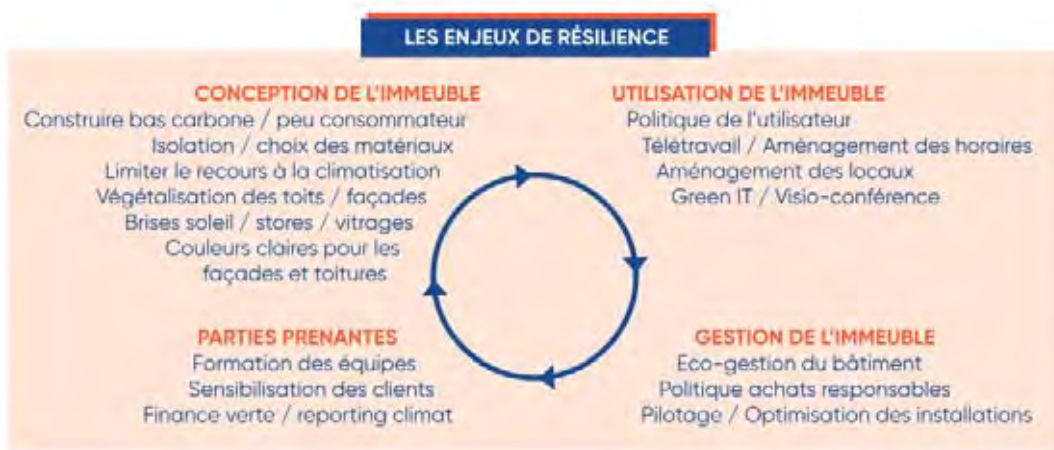 LES ENJEUX DE RÉSILIENCE
CONCEPTION DE L'IMMEUBLE
Construire bas carbone / peu consommateur
Isolation / choix des matériaux
Limiter le recours à la climatisation
Végétalisation des toits / façades
Brises soleil / stores / vitrages
Couleurs claires pour les
façades et toitures
UTILISATION DE L'IMMEUBLE
Politique de l'utilisateur
Télétravail / Aménagement des horaires
Aménagement des locaux
Green IT / Visio-conférence
PARTIES PRENANTES
Formation des équipes
Sensibilisation des clients
Finance verte / reporting climat
GESTION DE L'IMMEUBLE
Eco-gestion du bâtiment
Politique achats responsables
Pilotage / Optimisation des installations